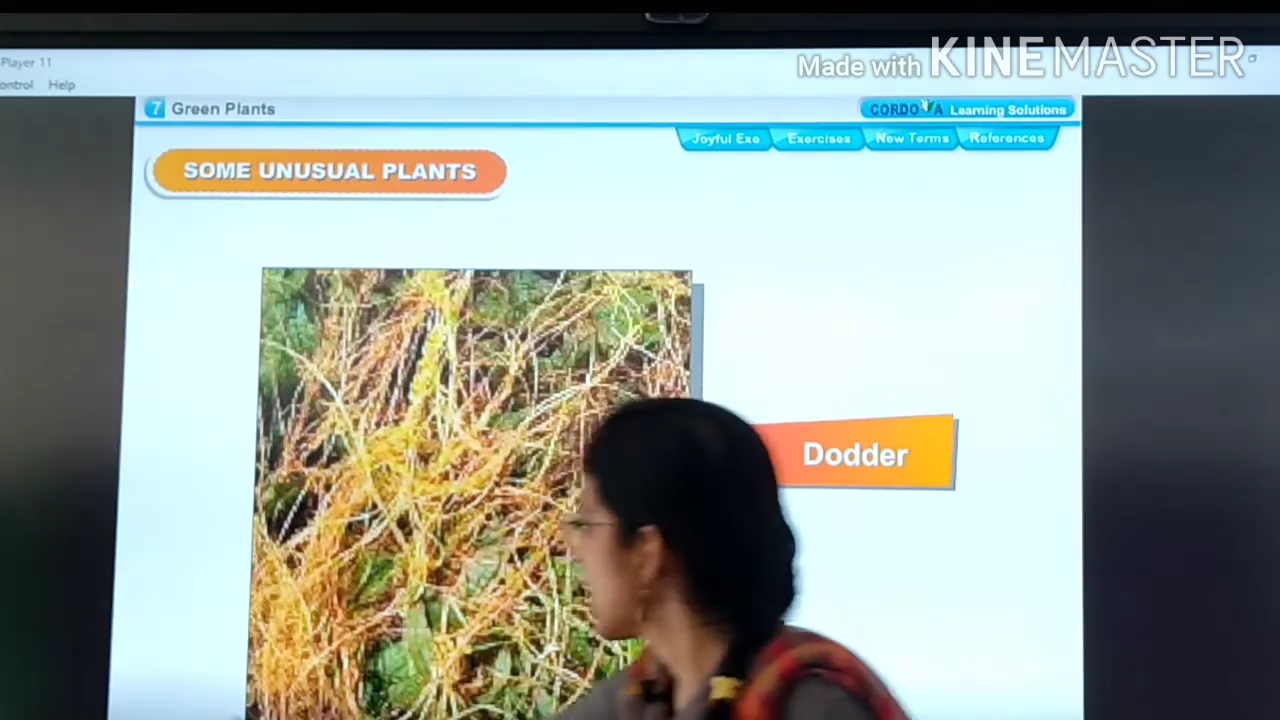 Made with KINEMASTER
Player 11
ontrol Help
7 Green Plants
CORDOVA Learning Solutions
Joyful Exe Exercises New Terms References
SOME UNUSUAL PLANTS
Dodder